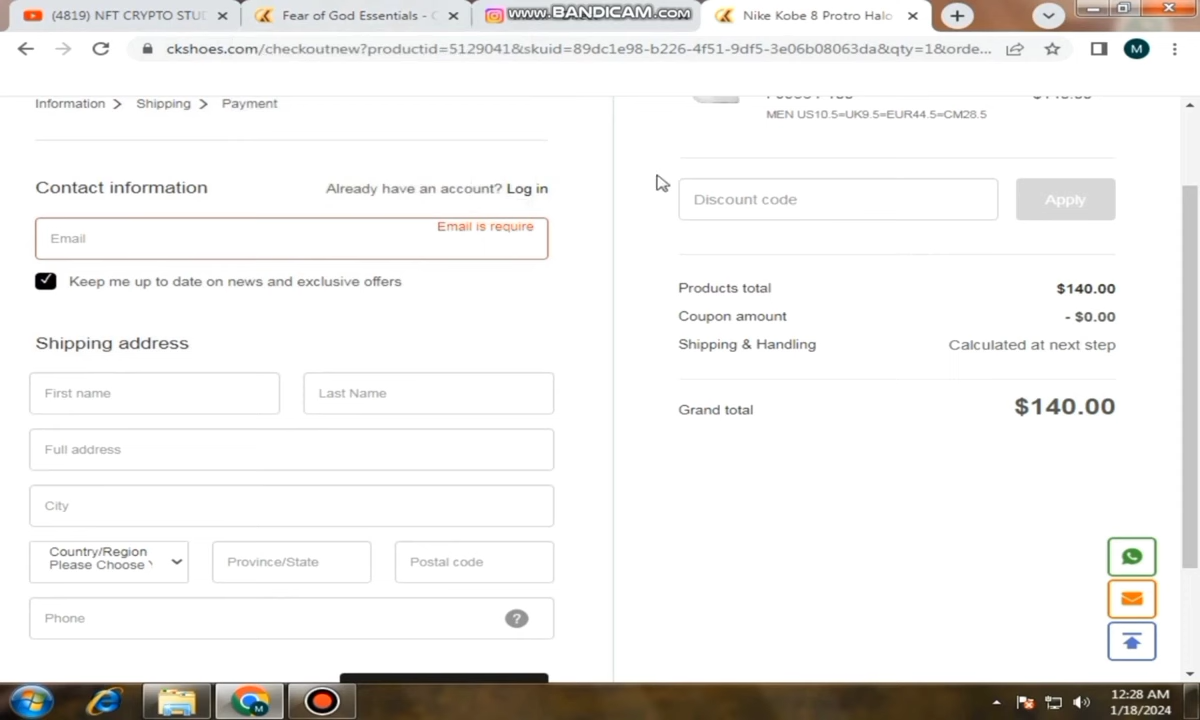 (4819) NFT CRYPTO STU
Fear of God Essentials - C
www.BANDICAM.com
Nike Kobe 8 Protro Halo
ckshoes.com/checkoutnew?productid=5129041&skuid=89dc1e98-b226-4f51-9df5-3e06b08063da&qty=1&orde...
M
Information > Shipping > Payment
MEN US10.5=UK9.5=EUR44.5=CM28.5
Contact information
Already have an account? Log in
Email is require
Email
Keep me up to date on news and exclusive offers
Shipping address
First name
Last Name
Full address
City
Country/Region
Please Choose
Province/State
Postal code
Phone
?
Discount code
Apply
Products total $140.00
Coupon amount - $0.00
Shipping & Handling Calculated at next step
Grand total $140.00
12:28 AM
1/18/2024